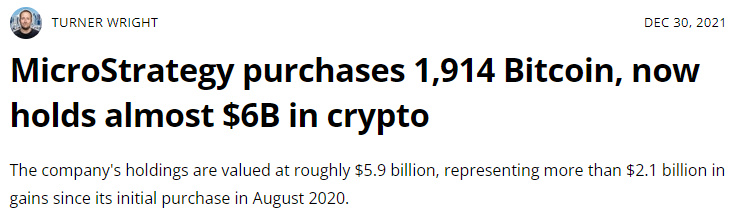 TURNER WRIGHT
DEC 30, 2021
MicroStrategy purchases 1,914 Bitcoin, now
holds almost $6B in crypto
The company's holdings are valued at roughly $5.9 billion, representing more than $2.1 billion in
gains since its initial purchase in August 2020.